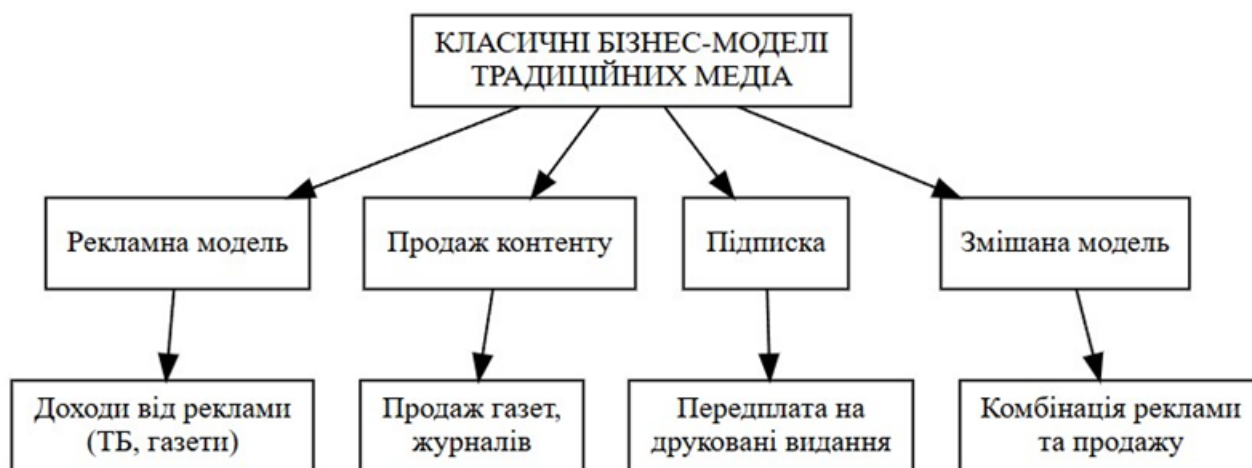 КЛАСИЧНІ БІЗНЕС-МОДЕЛІ
ТРАДИЦІЙНИХ МЕДІА
Рекламна модель
Продаж контенту
Підписка
Змішана модель
Доходи від реклами
(ТБ, газети)
Продаж газет,
журналів
Передплата на
друковані видання
Комбінація реклами
та продажу